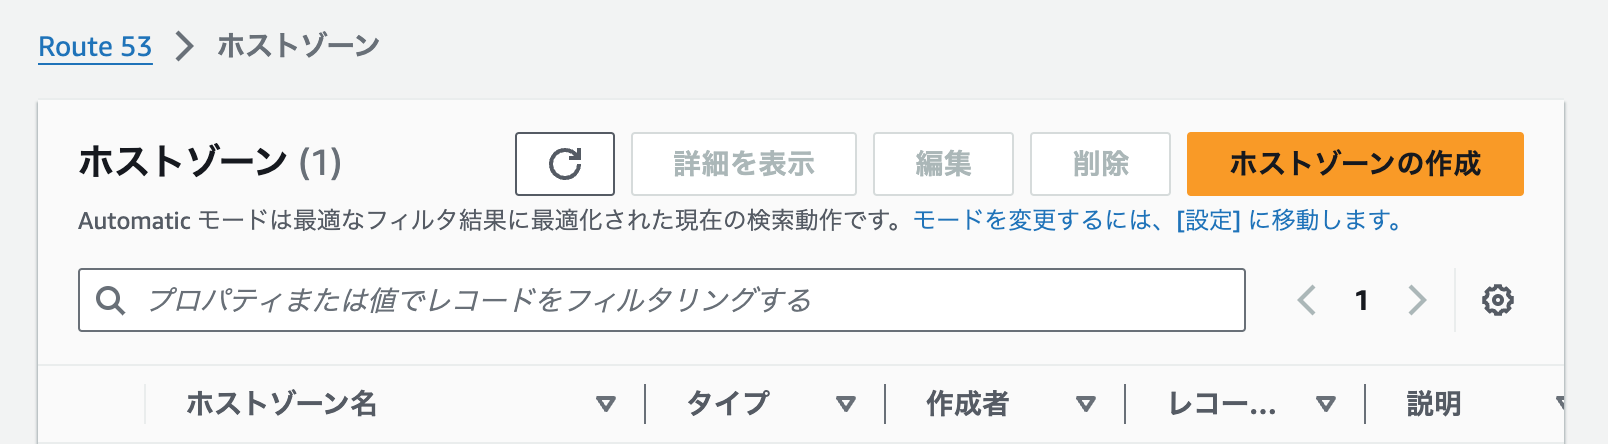 Route 53 > ホストゾーン
ホストゾーン (1) 詳細を表示 編集 削除 ホストゾーンの作成
Automatic モードは最適なフィルタ結果に最適化された現在の検索動作です。モードを変更するには、[設定] に移動します。
プロパティまたは値でレコードをフィルタリングする 1
ホストゾーン名 タイプ 作成者 レコー... 説明